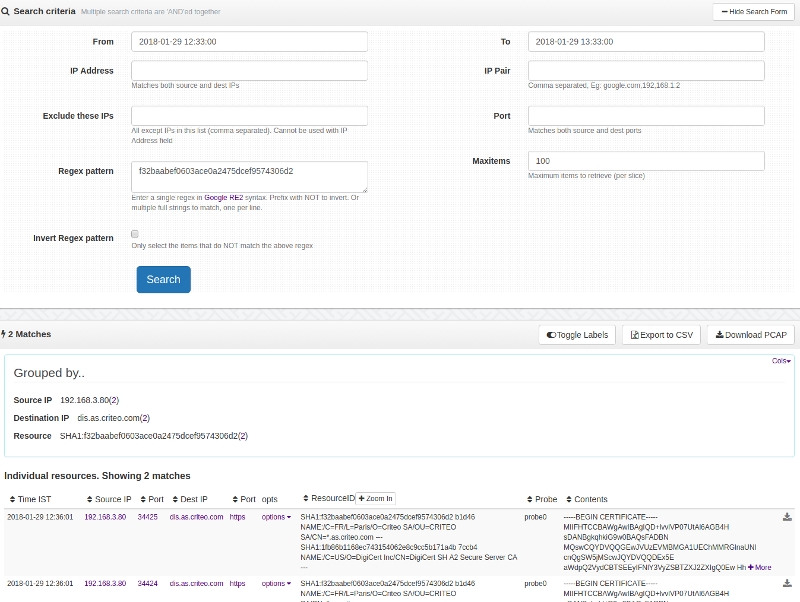 Search criteria Multiple search criteria are 'AND'ed together
Hide Search Form
From 2018-01-29 12:33:00 To 2018-01-29 13:33:00
IP Address IP Pair
Matches both source and dest IPs Comma separated, Eg: google.com,192,168.1.2
Exclude these IPs Port
All except IPs in this list (comma separated). Cannot be used with IP Matches both source and dest ports
Address field
Maxitems 100
Regex pattern f32baabef0603ace0a2475dcef9574306d2
Maximum items to retrieve (per slice)
Enter a single regex in Google RE2 syntax. Prefix with NOT to invert. Or
multiple full strings to match, one per line.
Invert Regex pattern
Only select the items that do NOT match the above regex
Search
2 Matches
Toggle Labels Export to CSV Download PCAP
Cols
Grouped by..
Source IP 192.168.3.80(2)
Destination IP dis.as.criteo.com(2)
Resource SHA1:f32baabef0603ace0a2475dcef9574306d2(2)
Individual resources. Showing 2 matches
Time IST Source IP Port Dest IP Port opts ResourceID Zoom In Probe Contents
2018-01-29 12:36:01 192.168.3.80 34425 dis.as.criteo.com https options SHA1:f32baabef0603ace0a2475dcef9574306d2 b1d46 probe0 -----BEGIN CERTIFICATE-----
NAME:/C=FR/L=Paris/O=Criteo SA/OU=CRITEO
SA/CN=*.as.criteo.com --- sDANBgkqhkiG9w0BAQsFADBN
SHA1:1fb86b1168ec743154062e8c9cc5b171a4b 7ccb4 MQswCQYDVQQGEwJVUzEVMBMGA1UEChMMRGlnaUNl
NAME:/C=US/O=DigiCert Inc/CN=DigiCert SH A2 Secure Server CA cnQgSW5jMScwJQYDVQQDEx5E
--- aWdpQ2VydCBTSEEyIFNlY3VyZSBTZXJ2ZXIgQ0Ew Hh More
2018-01-29 12:36:01 192.168.3.80 34424 dis.as.criteo.com https options SHA1:f32baabef0603ace0a2475dcef9574306d2 b1d46 probe0 -----BEGIN CERTIFICATE-----
NAME:/C=FR/L=Paris/O=Criteo SA/OU=CRITEO